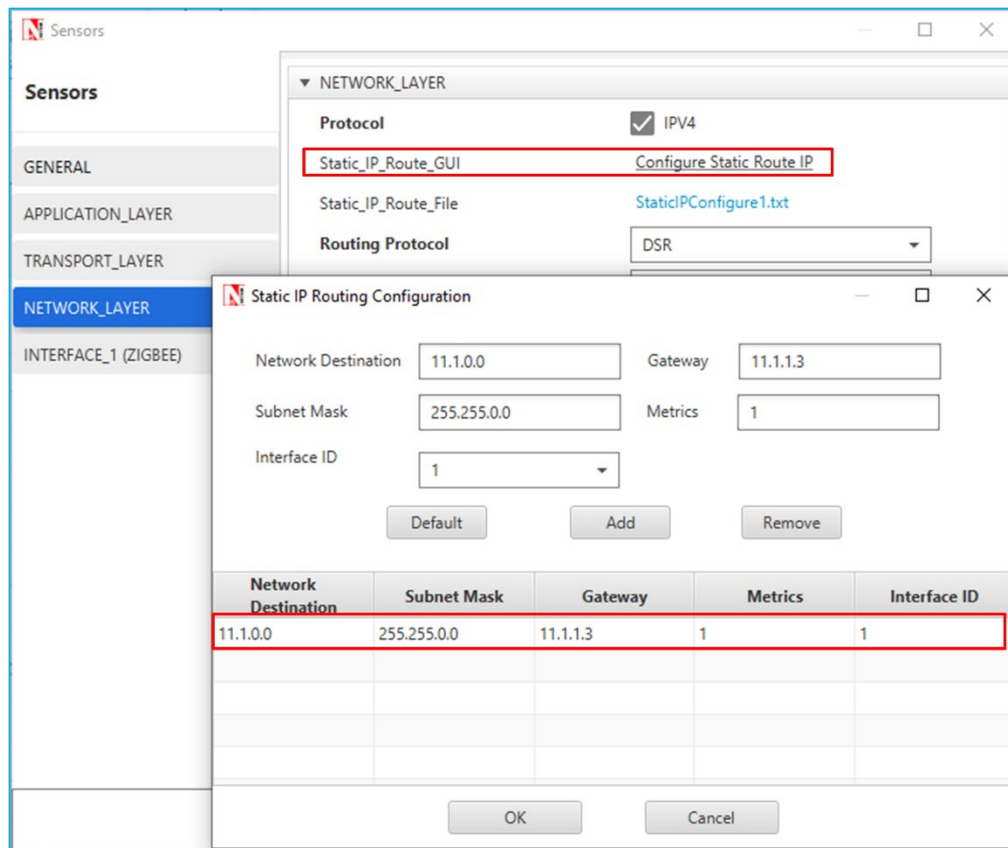 Sensors
Sensors
GENERAL
APPLICATION_LAYER
TRANSPORT_LAYER
NETWORK_LAYER
INTERFACE_1 (ZIGBEE)
NETWORK_LAYER
Protocol IPV4
Static_IP_Route_GUI Configure Static Route IP
Static_IP_Route_File StaticIPConfigure1.txt
Routing Protocol DSR
Static IP Routing Configuration
Network Destination 11.1.0.0 Gateway 11.1.1.3
Subnet Mask 255.255.0.0 Metrics 1
Interface ID 1
Default Add Remove
Network Destination Subnet Mask Gateway Metrics Interface ID
11.1.0.0 255.255.0.0 11.1.1.3 1 1
OK Cancel